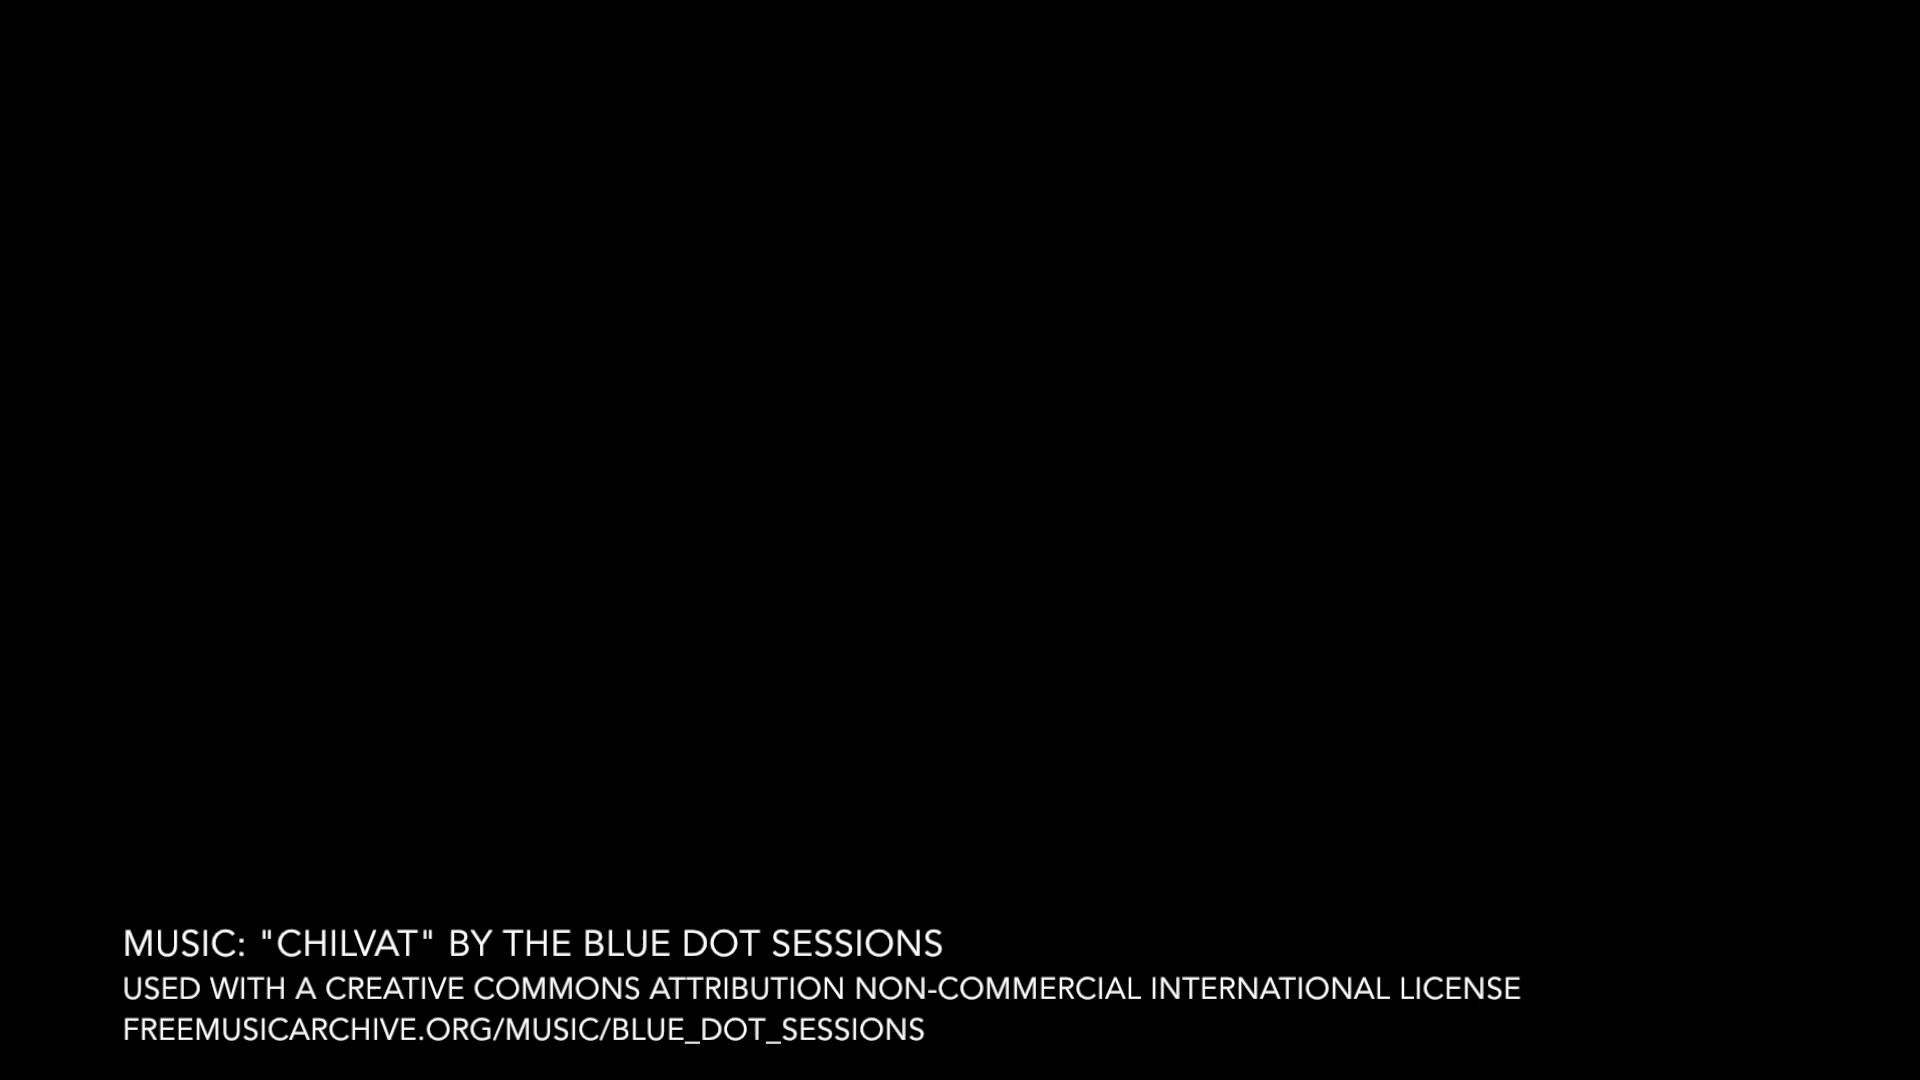 MUSIC: "CHILVAT" BY THE BLUE DOT SESSIONS
USED WITH A CREATIVE COMMONS ATTRIBUTION NON-COMMERCIAL INTERNATIONAL LICENSE
FREEMUSICARCHIVE.ORG/MUSIC/BLUE_DOT_SESSIONS